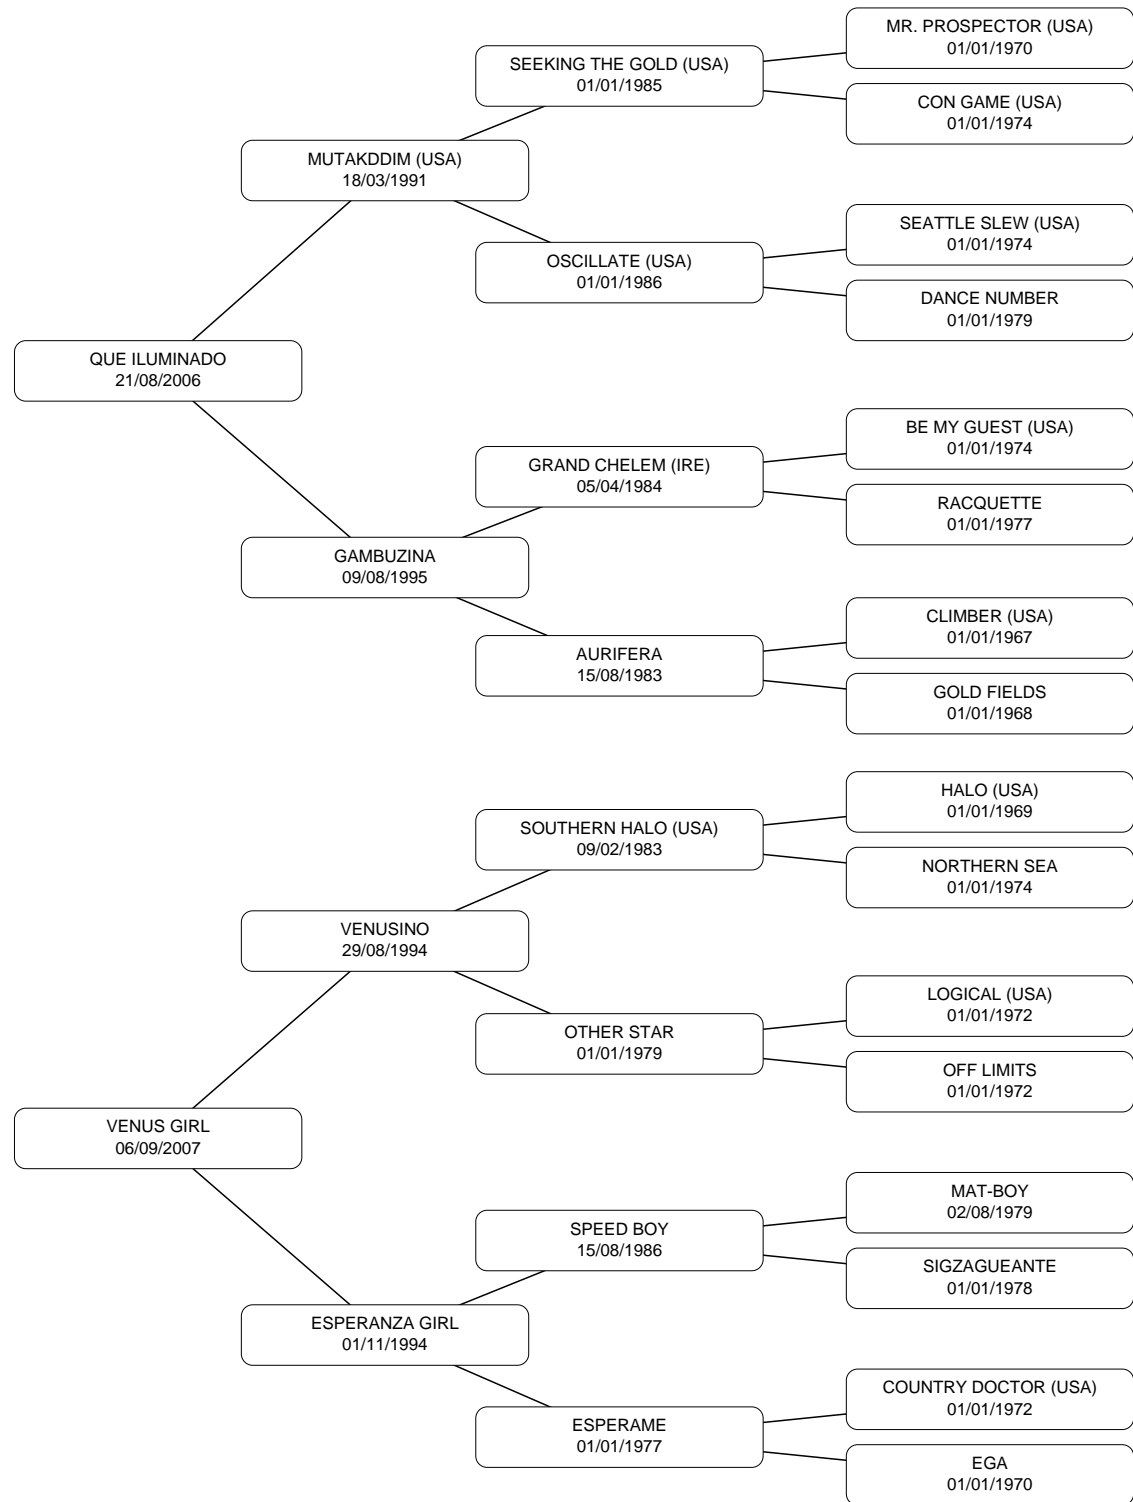 MR. PROSPECTOR (USA)
01/01/1970
SEEKING THE GOLD (USA)
01/01/1985
CON GAME (USA)
01/01/1974
MUTAKDDIM (USA)
18/03/1991
SEATTLE SLEW (USA)
01/01/1974
OSCILLATE (USA)
01/01/1986
DANCE NUMBER
01/01/1979
QUE ILUMINADO
21/08/2006
BE MY GUEST (USA)
01/01/1974
GRAND CHELEM (IRE)
05/04/1984
RACQUETTE
01/01/1977
GAMBUZINA
09/08/1995
CLIMBER (USA)
01/01/1967
AURIFERA
15/08/1983
GOLD FIELDS
01/01/1968
HALO (USA)
01/01/1969
SOUTHERN HALO (USA)
09/02/1983
NORTHERN SEA
01/01/1974
VENUSINO
29/08/1994
LOGICAL (USA)
01/01/1972
OTHER STAR
01/01/1979
OFF LIMITS
01/01/1972
VENUS GIRL
06/09/2007
MAT-BOY
02/08/1979
SPEED BOY
15/08/1986
SIGZAGUEANTE
01/01/1978
ESPERANZA GIRL
01/11/1994
COUNTRY DOCTOR (USA)
01/01/1972
ESPERAME
01/01/1977
EGA
01/01/1970